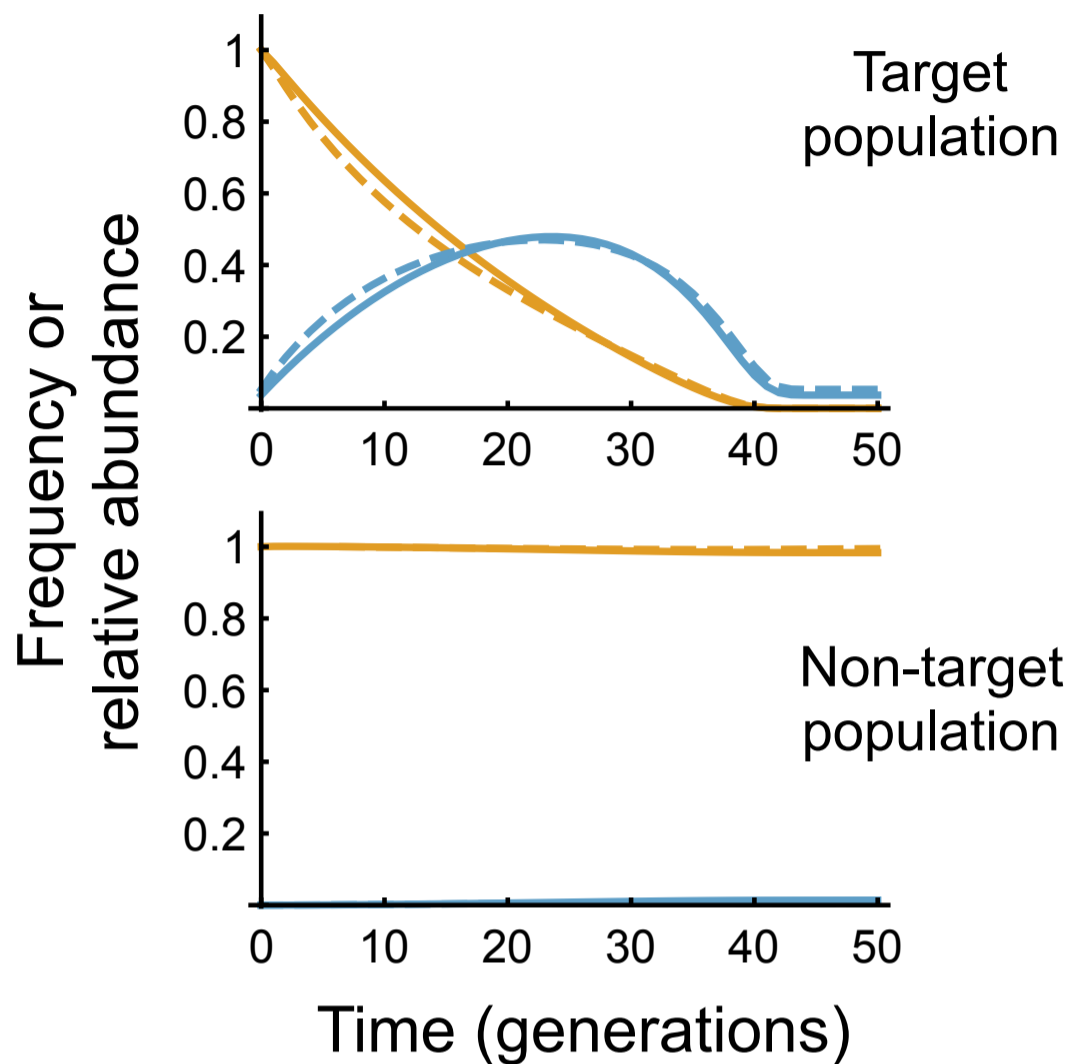 Frequency or
relative abundance
1
0.8
0.6
0.4
0.2
0 10 20 30 40 50
Target
population
1
0.8
0.6
0.4
0.2
0 10 20 30 40 50
Non-target
population
Time (generations)